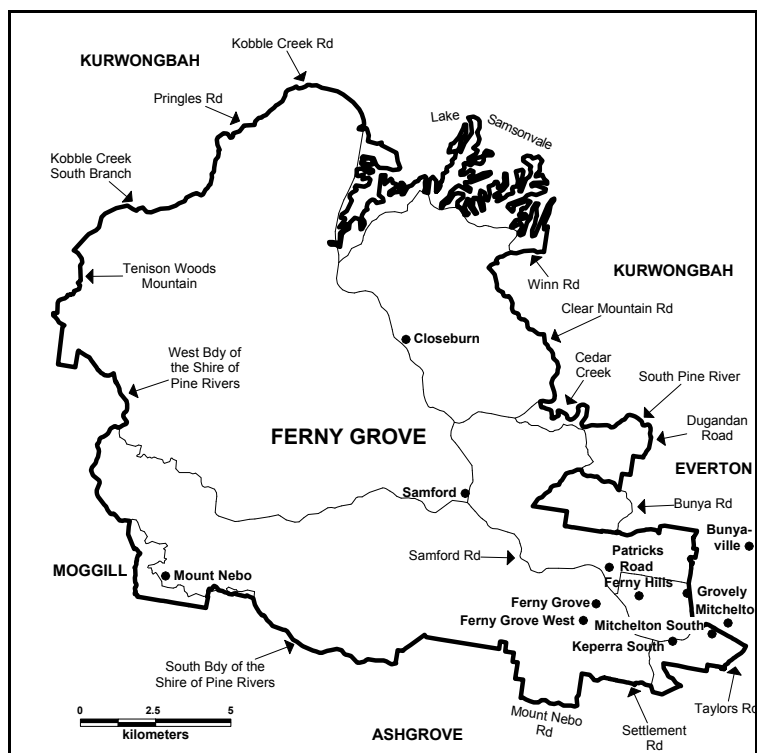 Kobble Creek Rd
KURWONGBAH
Pringles Rd
Lake
Samsonvale
Kobble Creek
South Branch
Tenison Woods
Mountain
Winn Rd
KURWONGBAH
Clear Mountain Rd
Closeburn
Cedar
Creek
West Bdy of
the Shire of
Pine Rivers
South Pine River
Dugandan
Road
FERNY GROVE
EVERTON
Samford
Bunya Rd
Bunya-
ville
Samford Rd
Patricks
Road
MOGGILL
Mount Nebo
Ferny Hills
Grovely
Ferny Grove
Mitchelto
Ferny Grove West
Mitchelton South
Keperra South
South Bdy of the
Shire of Pine Rivers
Taylors Rd
Mount Nebo
Rd
Settlement
Rd
0 2.5 5
kilometers
ASHGROVE